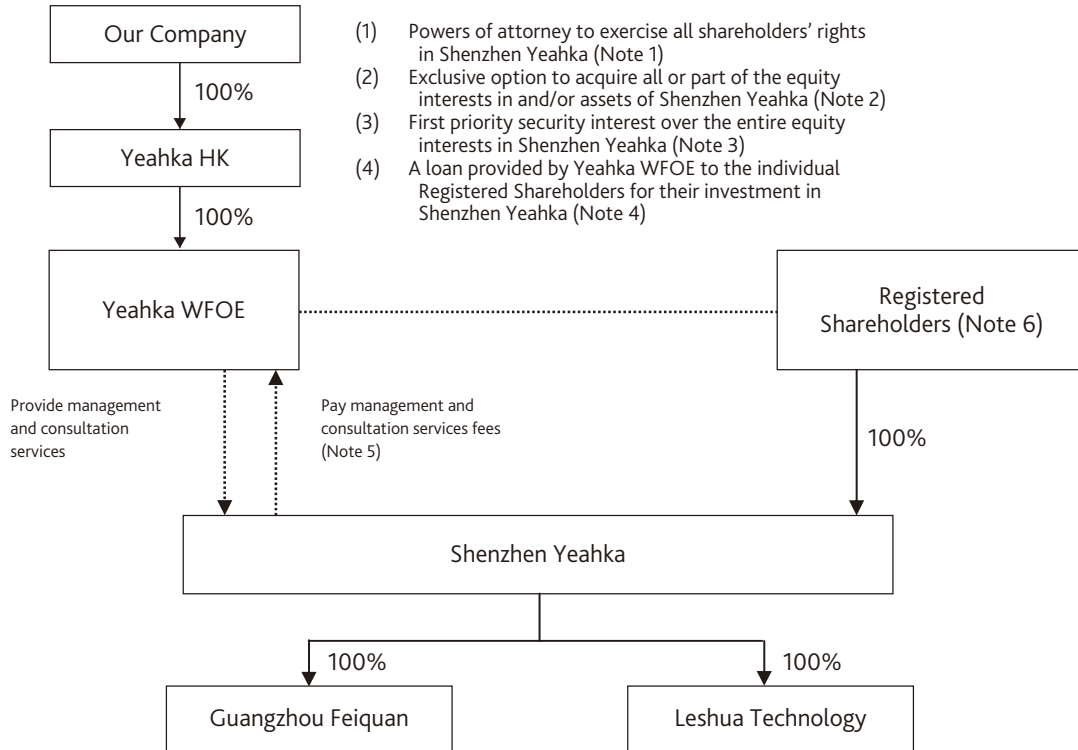 Our Company
100%
Yeahka HK
100%
(1) Powers of attorney to exercise all shareholders’ rights
in Shenzhen Yeahka (Note 1)
(2) Exclusive option to acquire all or part of the equity
interests in and/or assets of Shenzhen Yeahka (Note 2)
(3) First priority security interest over the entire equity
interests in Shenzhen Yeahka (Note 3)
(4) A loan provided by Yeahka WFOE to the individual
Registered Shareholders for their investment in
Shenzhen Yeahka (Note 4)
Yeahka WFOE
Registered
Shareholders (Note 6)
Provide management
and consultation
services
Pay management and
consultation services fees
(Note 5)
100%
Shenzhen Yeahka
100%
100%
Guangzhou Feiquan
Leshua Technology